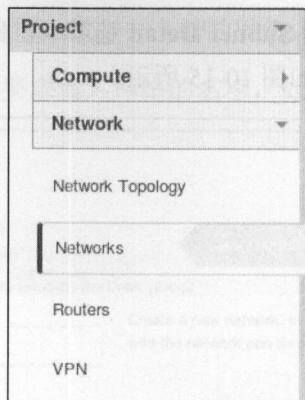 Project
Compute
Network
Network Topology
Networks
Routers
VPN